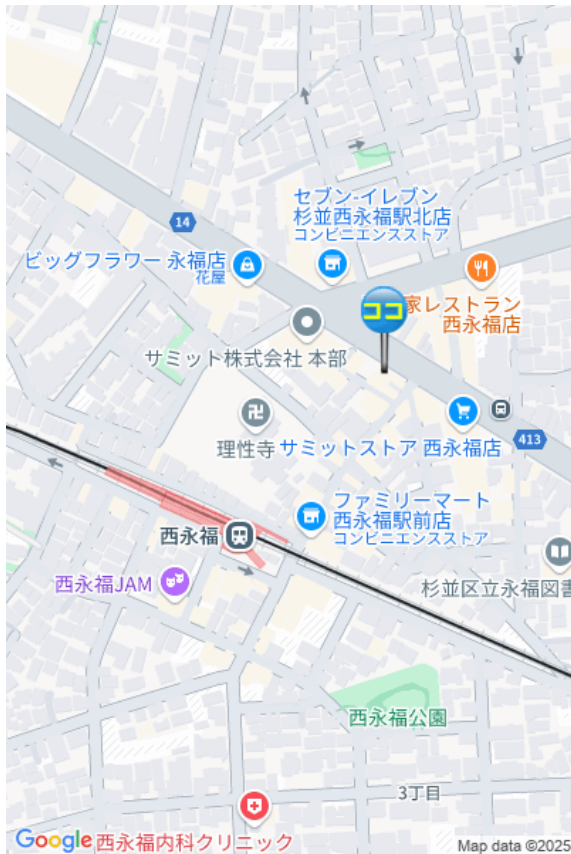 セブン-イレブン
杉並西永福駅北店
コンビニエンスストア
14
ビッグフラワー 永福店
花屋
ココ
家レストラン
西永福店
サミット株式会社 本部
理性寺
サミットストア 西永福店
413
ファミリーマート
西永福駅前店
コンビニエンスストア
西永福
西永福JAM
杉並区立永福図書
西永福公園
3丁目
西永福内科クリニック
Google
Map data ©2025